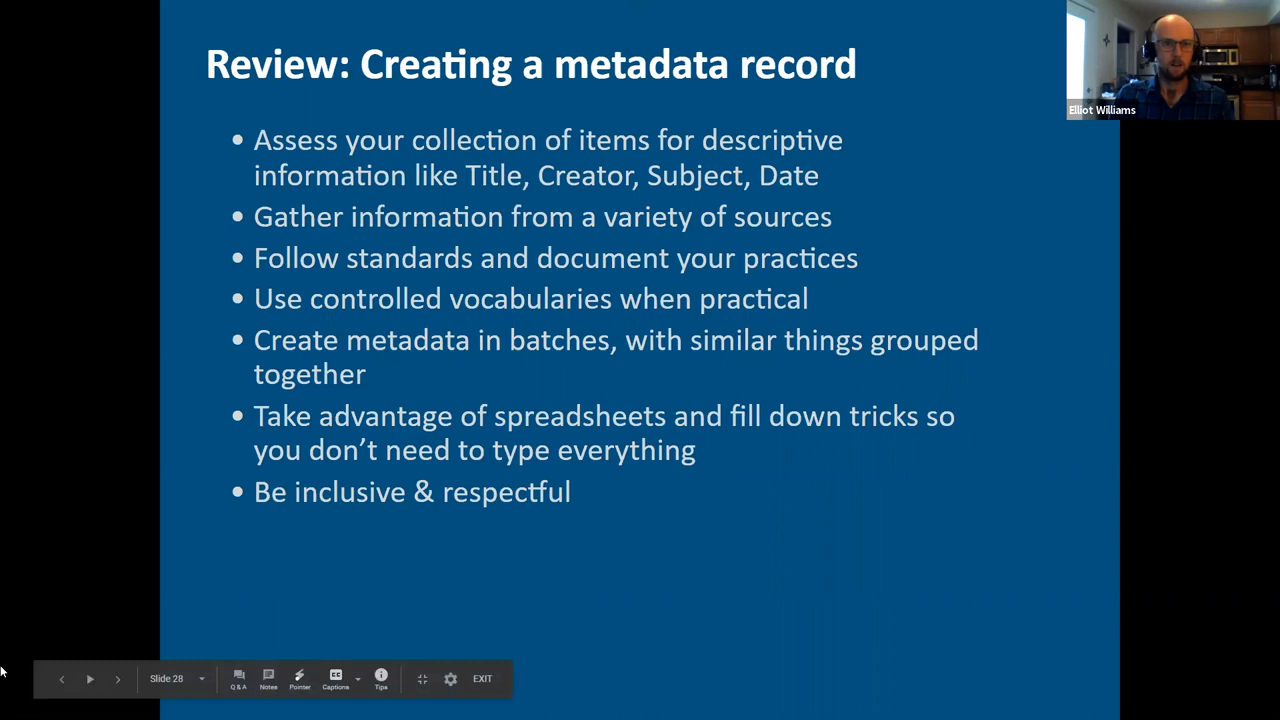 Review: Creating a metadata record
Elliot Williams
• Assess your collection of items for descriptive
information like Title, Creator, Subject, Date
• Gather information from a variety of sources
• Follow standards and document your practices
• Use controlled vocabularies when practical
• Create metadata in batches, with similar things grouped
together
• Take advantage of spreadsheets and fill down tricks so
you don’t need to type everything
• Be inclusive & respectful
Slide 28
Q & A
Notes
Pointer
CC
Captions
Tips
EXIT